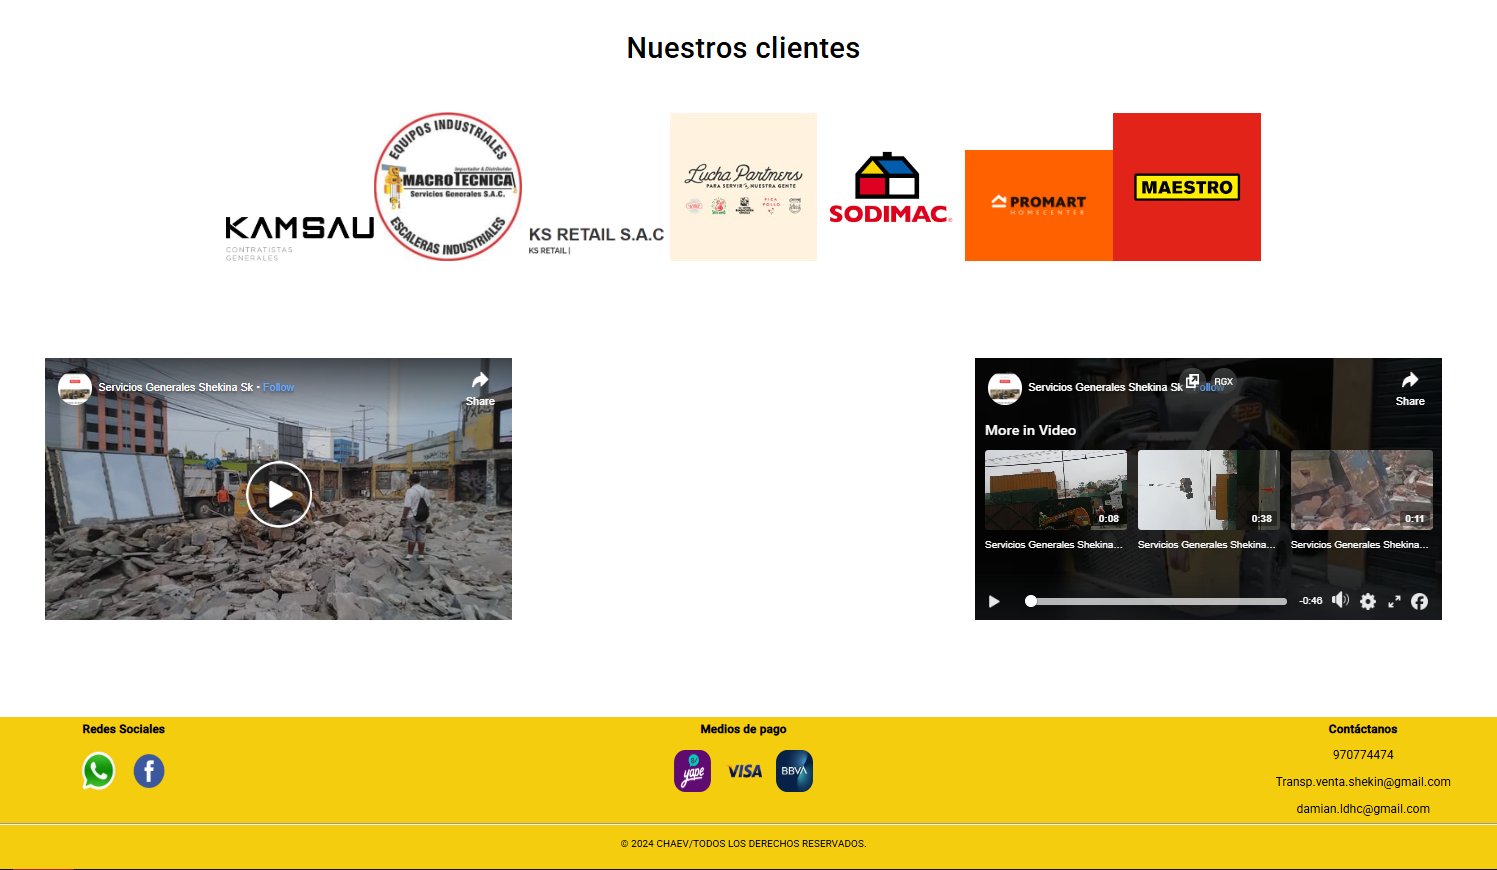 Nuestros clientes
EQUIPOS INDUSTRIALES
Importador & Distribuidor
MACROTECNICA
Servicios Generales S.A.C.
ESCALERAS INDUSTRIALES
KAMSAU
CONTRATISTAS
GENERALES
KS RETAIL S.A.C
KS RETAIL |
Lucha Partners
PARA SERVIR A NUESTRA GENTE
SODIMAC
PROMART
HOMECENTER
MAESTRO
Servicios Generales Shekina Sk • Follow
Share
Servicios Generales Shekina Sk
Follow
RGX
Share
More in Video
0:08
0:38
0:11
Servicios Generales Shekina...
Servicios Generales Shekina...
Servicios Generales Shekina...
-0:46
Redes Sociales
Medios de pago
yape
VISA
BBVA
Contáctanos
970774474
Transp.venta.shekin@gmail.com
damian.ldhc@gmail.com
© 2024 CHAEV/TODOS LOS DERECHOS RESERVADOS.